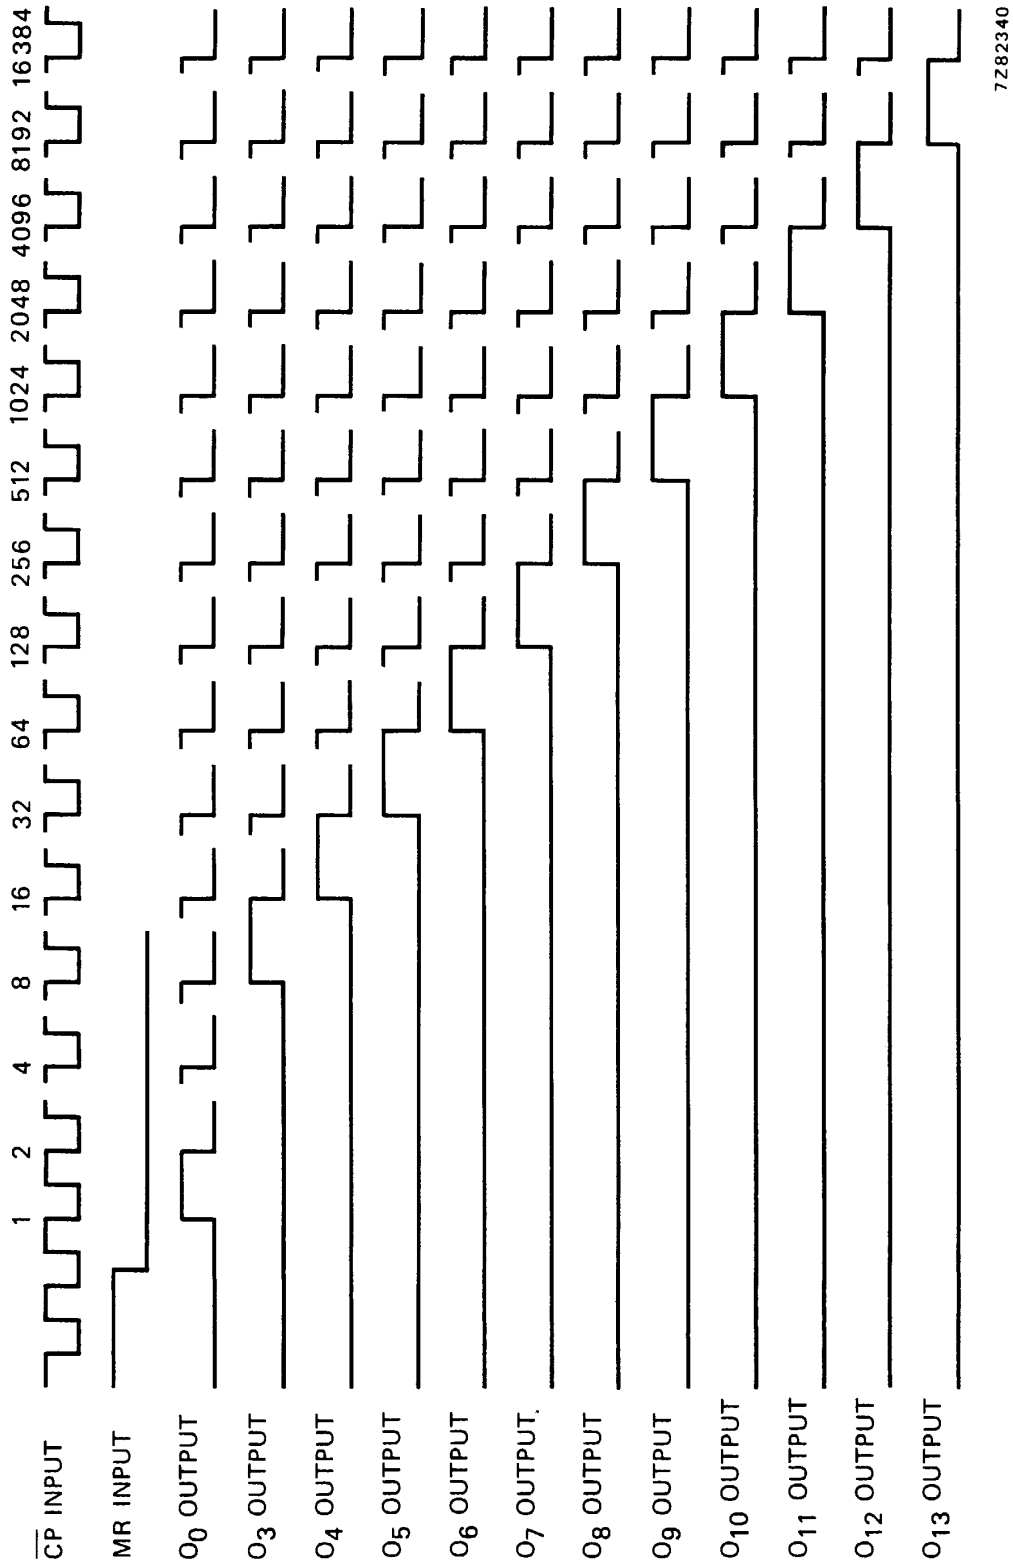 1 2 4 8 16 32 64 128 256 512 1024 2048 4096 8192 16384
CP INPUT
MR INPUT
O0 OUTPUT
O3 OUTPUT
O4 OUTPUT
O5 OUTPUT
O6 OUTPUT
O7 OUTPUT.
O8 OUTPUT
O9 OUTPUT
O10 OUTPUT
O11 OUTPUT
O12 OUTPUT
O13 OUTPUT
7Z82340